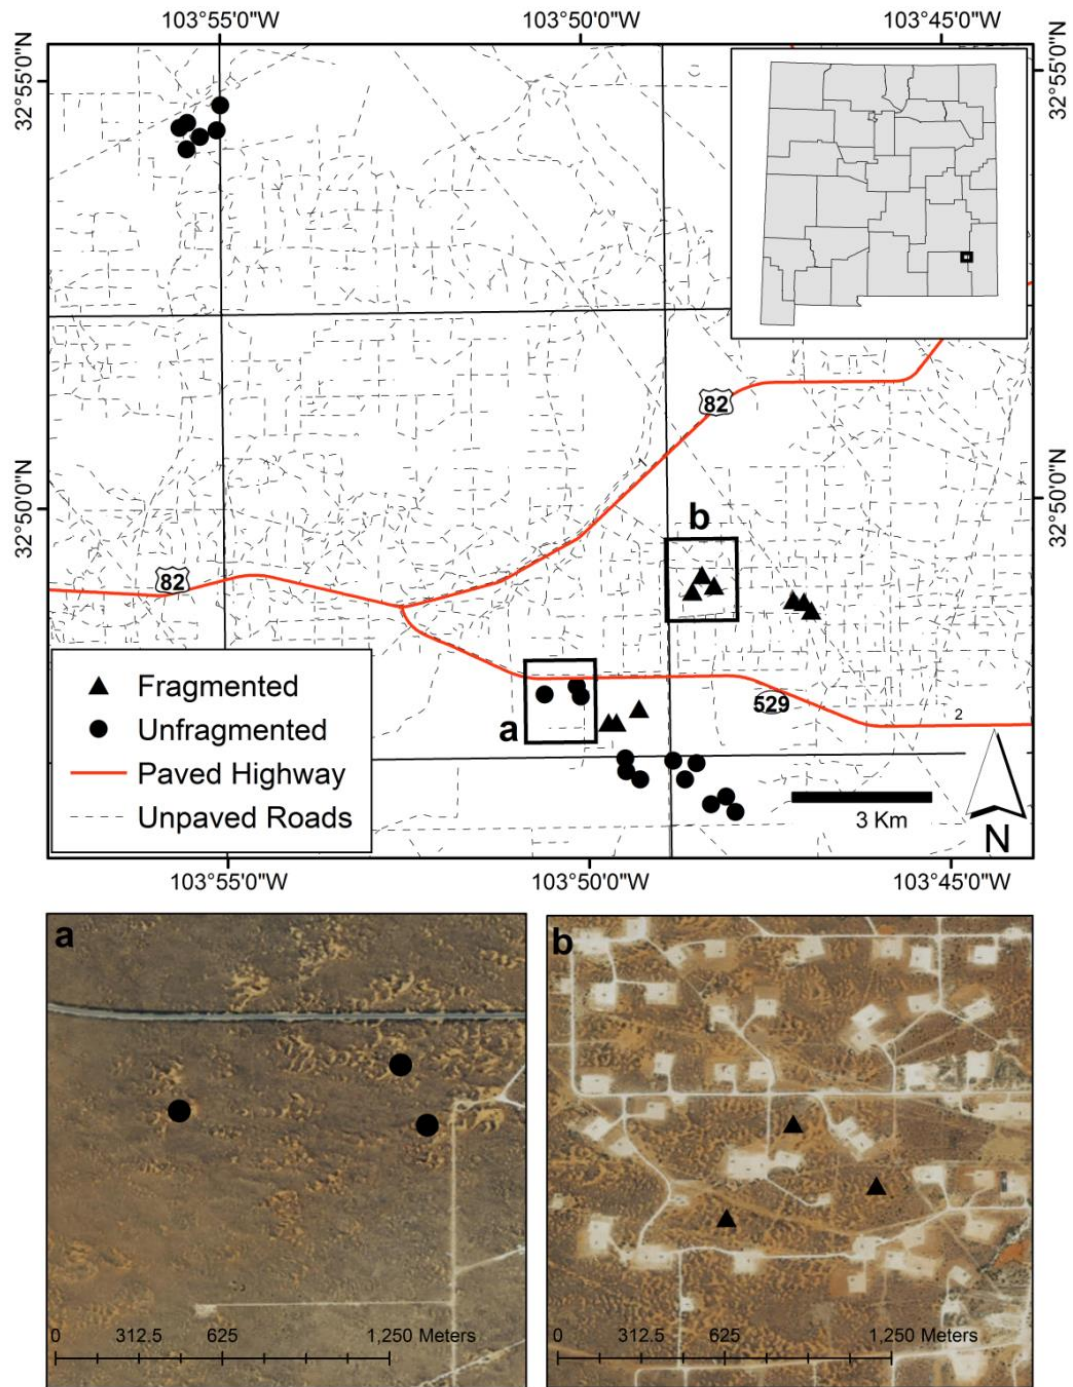 103°55'0"W 103°50'0"W 103°45'0"W
32°55'0"N
32°55'0"N
82
32°50'0"N
32°50'0"N
1
b
82
a
529
2
Fragmented
Unfragmented
Paved Highway
Unpaved Roads
3 Km
N
103°55'0"W 103°50'0"W 103°45'0"W
a
0 312.5 625 1,250 Meters
b
0 312.5 625 1,250 Meters